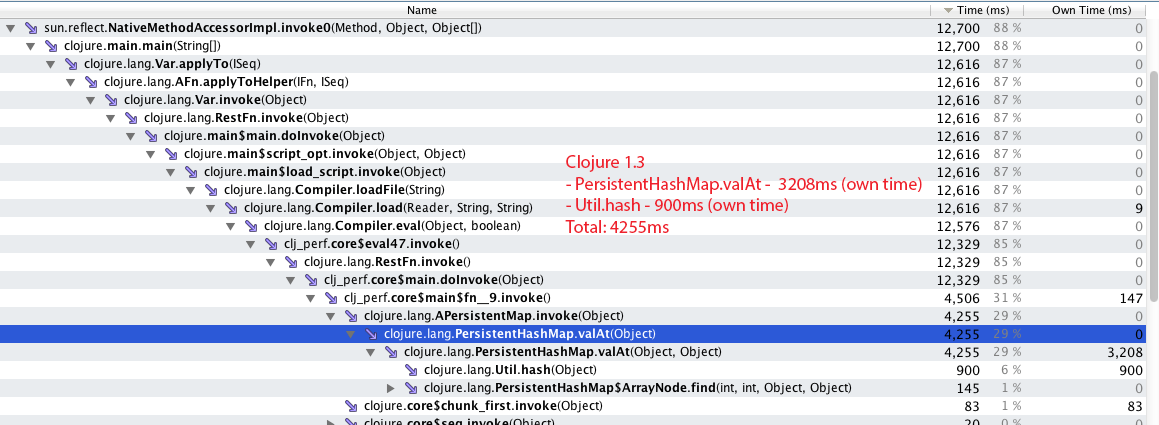 Name Time (ms) Own Time (ms)
sun.reflect.NativeMethodAccessorImpl.invoke0(Method, Object, Object[]) 12,700 88 % 0
clojure.main.main(String[]) 12,700 88 % 0
clojure.lang.Var.applyTo(ISeq) 12,616 87 % 0
clojure.lang.AFn.applyToHelper(IFn, ISeq) 12,616 87 % 0
clojure.lang.Var.invoke(Object) 12,616 87 % 0
clojure.lang.RestFn.invoke(Object) 12,616 87 % 0
clojure.main$main.doInvoke(Object) 12,616 87 % 0
clojure.main$script_opt.invoke(Object, Object) 12,616 87 % 0
clojure.main$load_script.invoke(Object) 12,616 87 % 0
clojure.lang.Compiler.loadFile(String) 12,616 87 % 0
clojure.lang.Compiler.load(Reader, String, String) 12,616 87 % 9
clojure.lang.Compiler.eval(Object, boolean) 12,576 87 % 0
clj_perf.core$eval47.invoke() 12,329 85 % 0
clojure.lang.RestFn.invoke() 12,329 85 % 0
clj_perf.core$main.doInvoke(Object) 12,329 85 % 0
clj_perf.core$main$fn__9.invoke() 4,506 31 % 147
clojure.lang.APersistentMap.invoke(Object) 4,255 29 % 0
clojure.lang.PersistentHashMap.valAt(Object) 4,255 29 % 0
clojure.lang.PersistentHashMap.valAt(Object, Object) 4,255 29 % 3,208
clojure.lang.Util.hash(Object) 900 6 % 900
clojure.lang.PersistentHashMap$ArrayNode.find(int, int, Object, Object) 145 1 % 0
clojure.core$chunk_first.invoke(Object) 83 1 % 83
clojure.core$seq.invoke(Object) 20 0 % 0
Clojure 1.3
- PersistentHashMap.valAt - 3208ms (own time)
- Util.hash - 900ms (own time)
Total: 4255ms